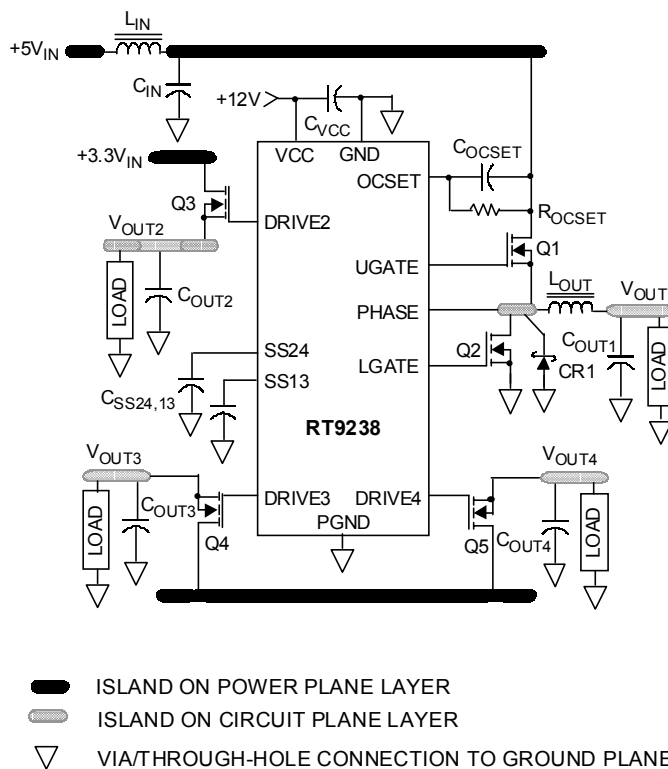 L_IN
+5V_IN
C_IN
+12V
C_VCC
VCC
GND
+3.3V_IN
Q3
V_OUT2
LOAD
C_OUT2
DRIVE2
OCSET
C_OCSET
R_OCSET
Q1
UGATE
PHASE
L_OUT
V_OUT1
C_OUT1
LOAD
LGATE
Q2
CR1
SS24
SS13
C_SS24,13
RT9238
V_OUT3
C_OUT3
LOAD
DRIVE3
DRIVE4
PGND
Q4
Q5
V_OUT4
C_OUT4
LOAD
ISLAND ON POWER PLANE LAYER
ISLAND ON CIRCUIT PLANE LAYER
VIA/THROUGH-HOLE CONNECTION TO GROUND PLANE